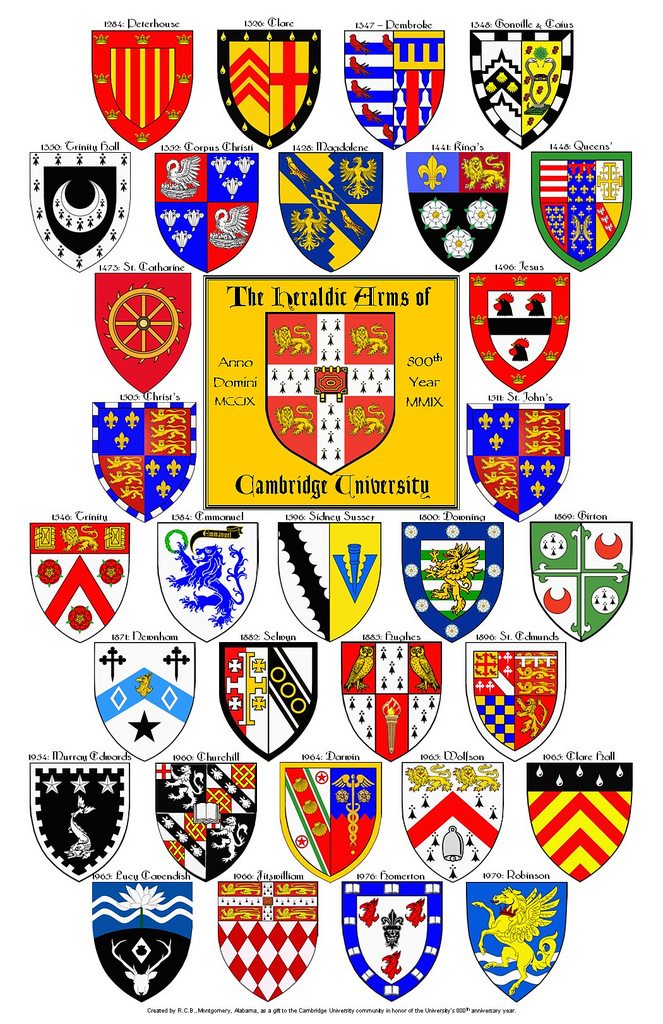 1284: Peterhouse
1326: Clare
1347 – Pembroke
1348: Gonville & Caius
1350: Trinity Hall
1352: Corpus Christi
1428: Magdalene
1441: King's
1448: Queens'
1473: St. Catharine
1496: Jesus
The Heraldic Arms of
Anno
Domini
MCCIX
800th
Year
MMIX
Cambridge University
1505: Christ's
1511: St. John's
1546: Trinity
1584: Emmanuel
Emmanuel
1596: Sidney Sussex
1800: Downing
1869: Girton
1871: Newnham
1882: Selwyn
1885: Hughes
1896: St. Edmunds
1954: Murray Edwards
1960: Churchill
1964: Darwin
1965: Wolfson
1965: Clare Hall
1965: Lucy Cavendish
1966: Fitzwilliam
1976: Homerton
1979: Robinson
Created by R.C.B., Montgomery, Alabama, as a gift to the Cambridge University community in honor of the University's 800th anniversary year.